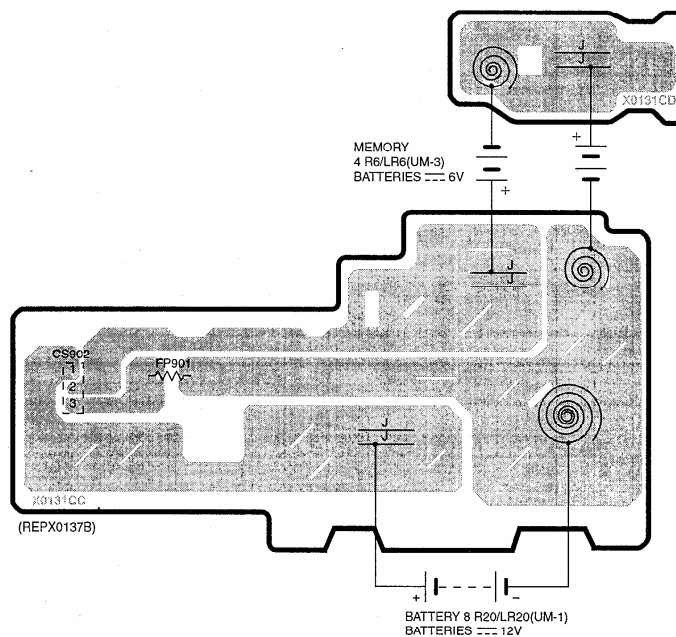 J
J
X0131CD
+
MEMORY
4 R6/LR6(UM-3)
BATTERIES 6V
+
J
J
CS902
1
2
3
FP901
J
J
X0131CC
(REPX0137B)
+
-
BATTERY 8 R20/LR20(UM-1)
BATTERIES 12V